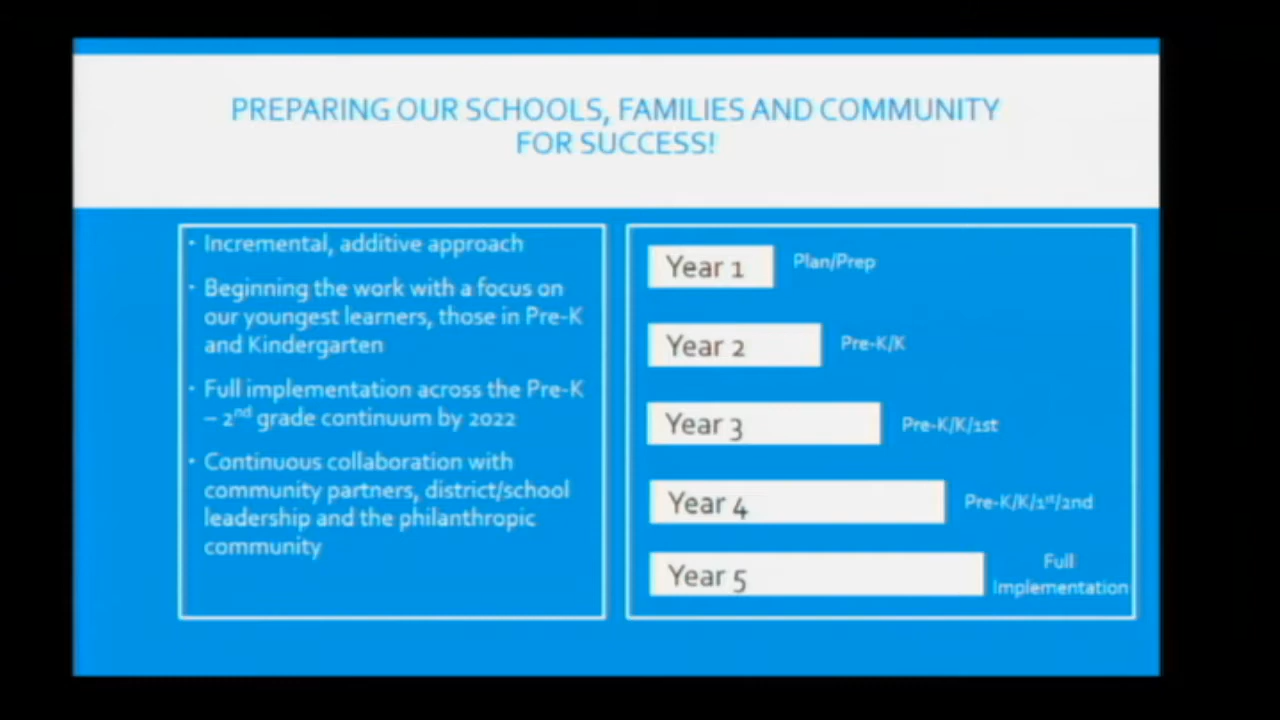 PREPARING OUR SCHOOLS, FAMILIES AND COMMUNITY
FOR SUCCESS!
• Incremental, additive approach
• Beginning the work with a focus on
our youngest learners, those in Pre-K
and Kindergarten
• Full implementation across the Pre-K
– 2nd grade continuum by 2022
• Continuous collaboration with
community partners, district/school
leadership and the philanthropic
community
Year 1 Plan/Prep
Year 2 Pre-K/K
Year 3 Pre-K/K/1st
Year 4 Pre-K/K/1st/2nd
Year 5 Full
Implementation